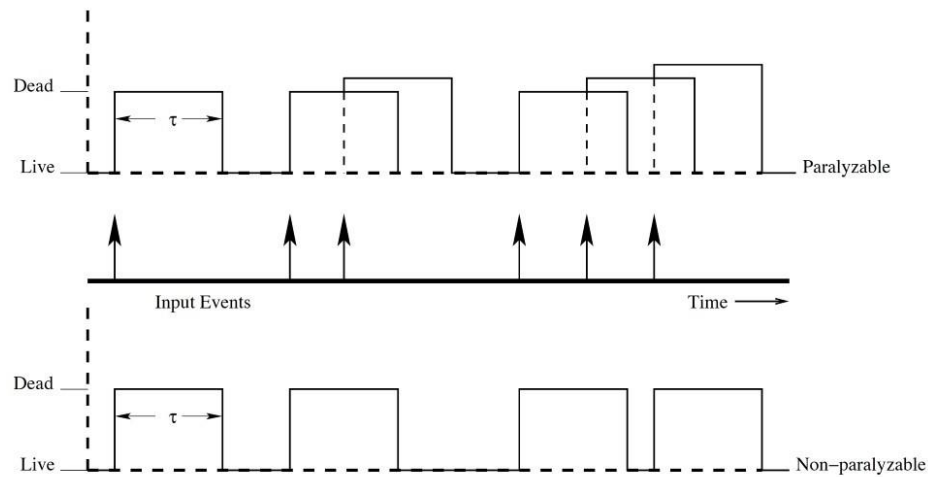 Dead
τ
Live
Paralyzable
Input Events
Time
Dead
τ
Live
Non-paralyzable